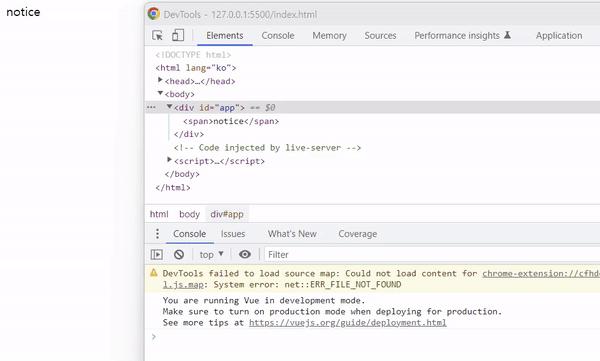 notice
DevTools - 127.0.0.1:5500/index.html
Elements Console Memory Sources Performance insights Application
<!DOCTYPE html>
<html lang="ko">
<head>…</head>
<body>
<div id="app"> == $0
<span>notice</span>
</div>
<!-- Code injected by live-server -->
<script>…</script>
</body>
</html>
html body div#app
Console Issues What's New Coverage
top Filter
DevTools failed to load source map: Could not load content for chrome-extension://cfhd
l.js.map: System error: net::ERR_FILE_NOT_FOUND
You are running Vue in development mode.
Make sure to turn on production mode when deploying for production.
See more tips at https://vuejs.org/guide/deployment.html